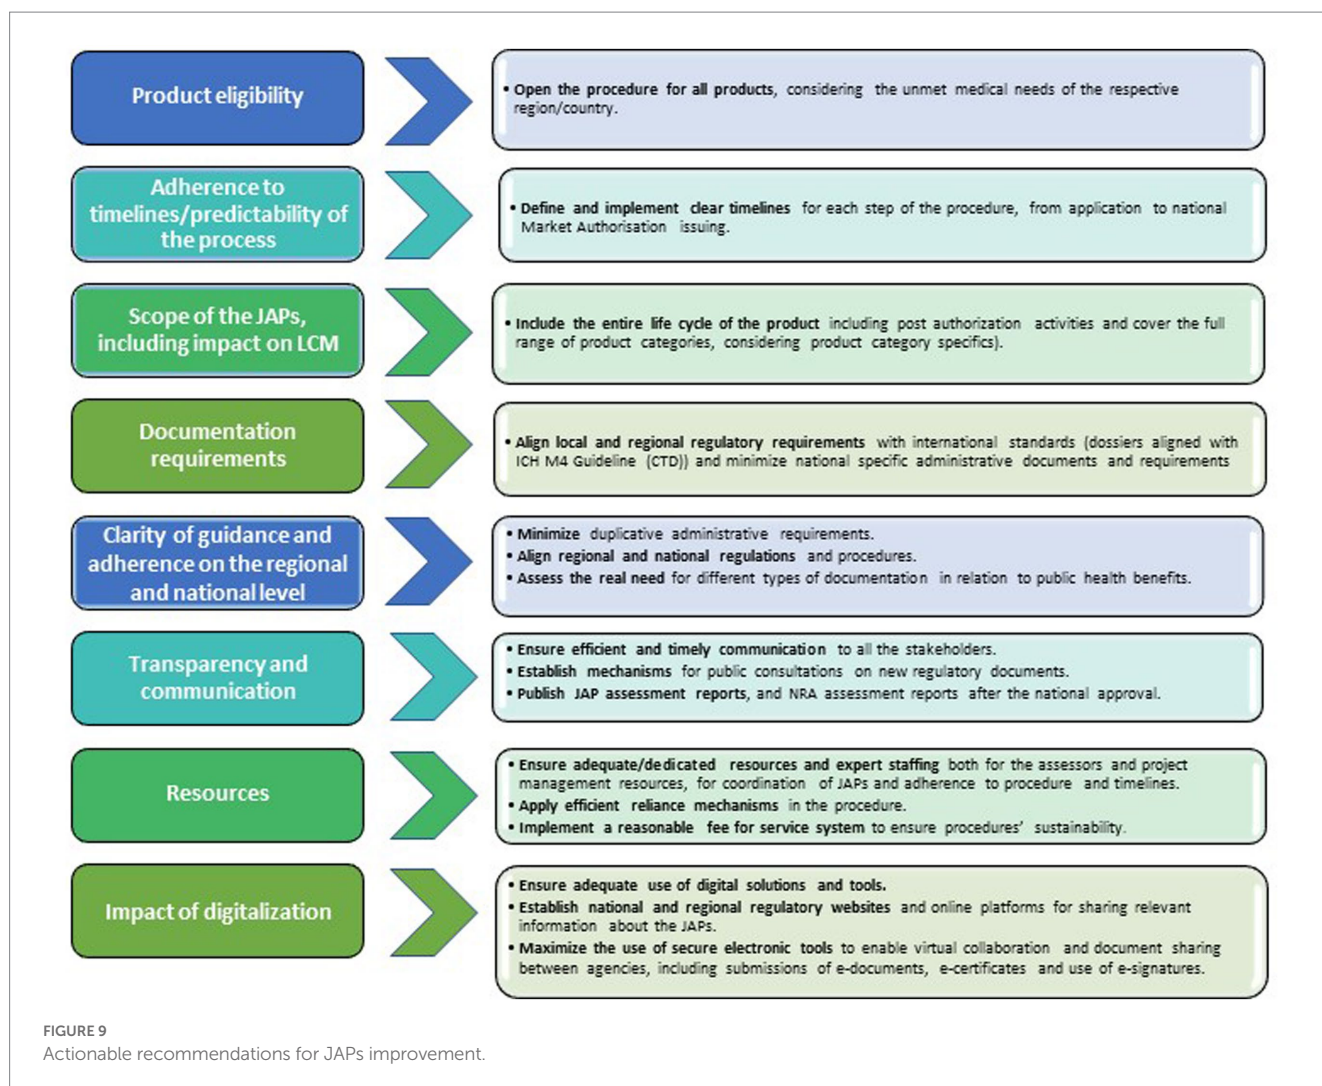 Product eligibility
• Open the procedure for all products, considering the unmet medical needs of the respective
region/country.
Adherence to
timelines/predictability of
the process
• Define and implement clear timelines for each step of the procedure, from application to national
Market Authorisation issuing.
Scope of the JAPs,
including impact on LCM
• Include the entire life cycle of the product including post authorization activities and cover the full
range of product categories, considering product category specifics).
Documentation
requirements
• Align local and regional regulatory requirements with international standards (dossiers aligned with
ICH M4 Guideline (CTD)) and minimize national specific administrative documents and requirements
Clarity of guidance and
adherence on the regional
and national level
• Minimize duplicative administrative requirements.
• Align regional and national regulations and procedures.
• Assess the real need for different types of documentation in relation to public health benefits.
Transparency and
communication
• Ensure efficient and timely communication to all the stakeholders.
• Establish mechanisms for public consultations on new regulatory documents.
• Publish JAP assessment reports, and NRA assessment reports after the national approval.
Resources
• Ensure adequate/dedicated resources and expert staffing both for the assessors and project
management resources, for coordination of JAPs and adherence to procedure and timelines.
• Apply efficient reliance mechanisms in the procedure.
• Implement a reasonable fee for service system to ensure procedures' sustainability.
Impact of digitalization
• Ensure adequate use of digital solutions and tools.
• Establish national and regional regulatory websites and online platforms for sharing relevant
information about the JAPs.
• Maximize the use of secure electronic tools to enable virtual collaboration and document sharing
between agencies, including submissions of e-documents, e-certificates and use of e-signatures.
FIGURE 9
Actionable recommendations for JAPs improvement.